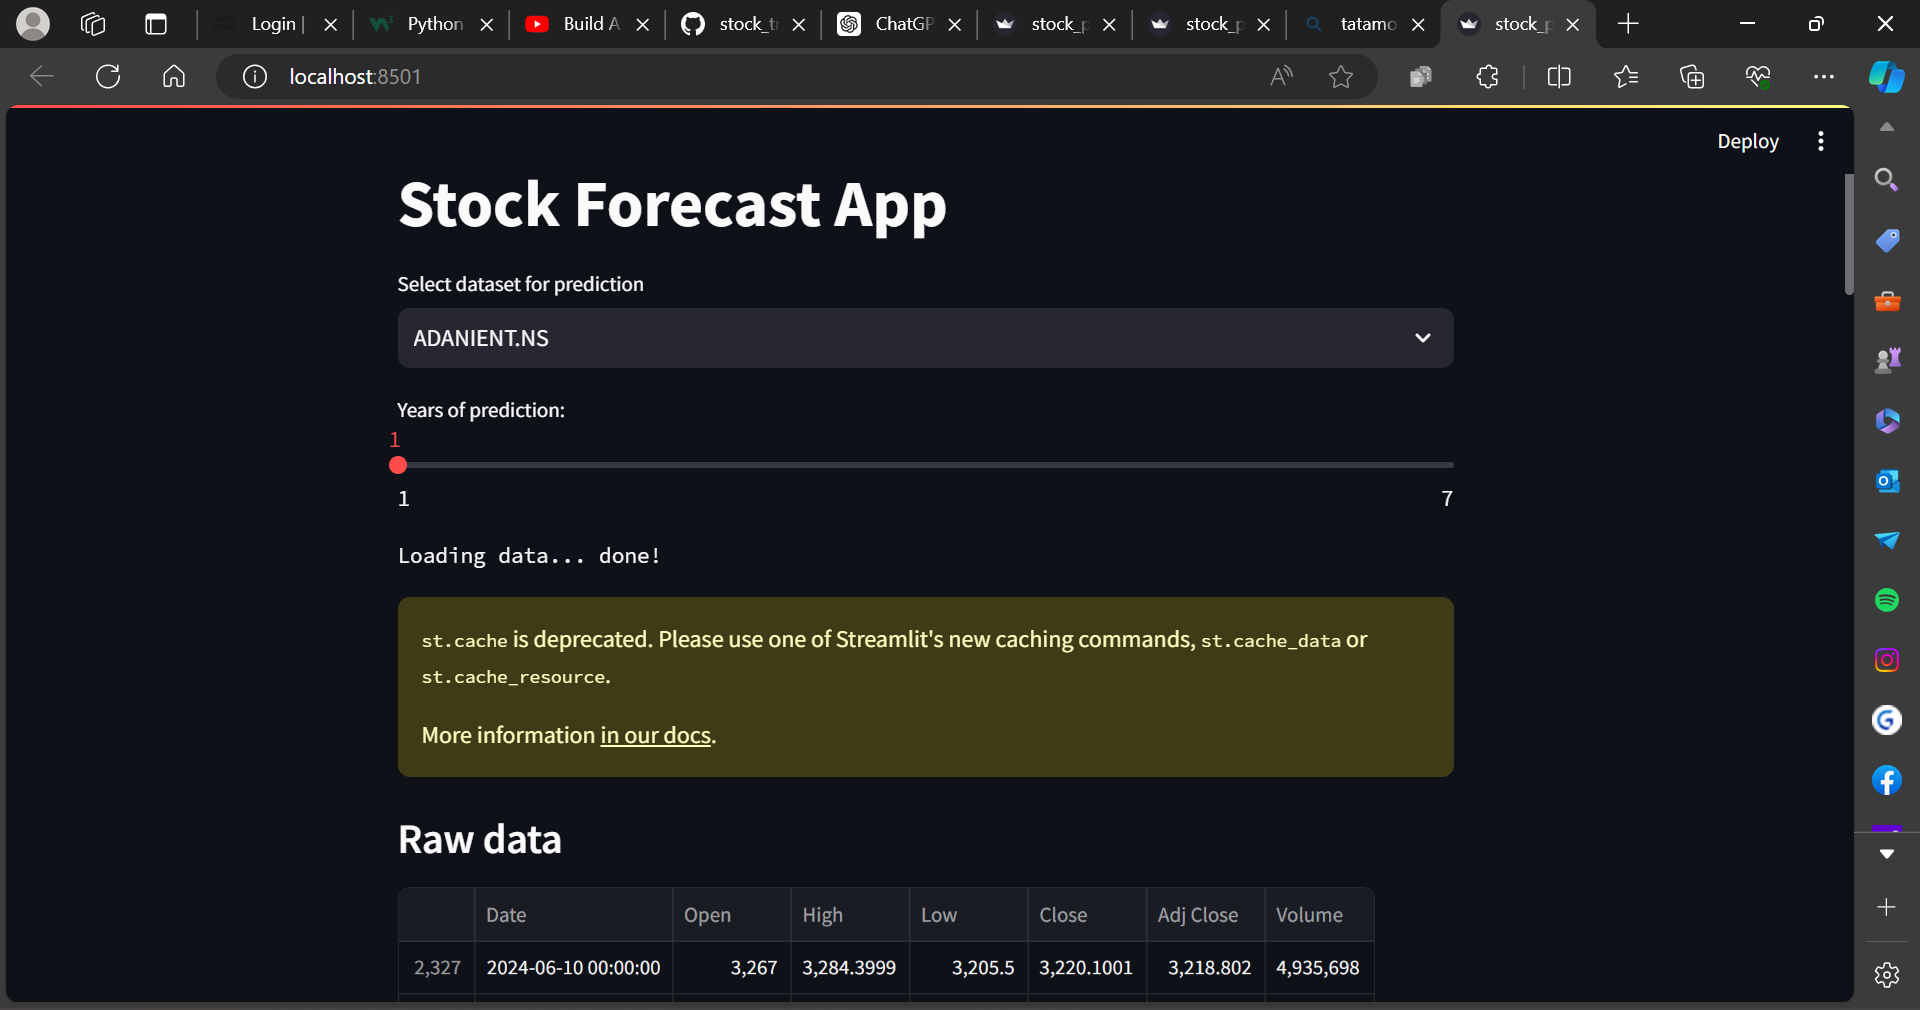 Login |
Python
Build A
stock_t
ChatGP
stock_p
stock_p
tatamo
stock_p
localhost:8501
Deploy
Stock Forecast App
Select dataset for prediction
ADANIENT.NS
Years of prediction:
1
1 7
Loading data... done!
st.cache is deprecated. Please use one of Streamlit's new caching commands, st.cache_data or
st.cache_resource.
More information in our docs.
Raw data
Date Open High Low Close Adj Close Volume
2,327 2024-06-10 00:00:00 3,267 3,284.3999 3,205.5 3,220.1001 3,218.802 4,935,698